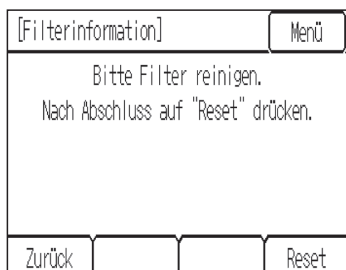 [Filterinformation] Menü
Bitte Filter reinigen.
Nach Abschluss auf "Reset" drücken.
Zurück Reset